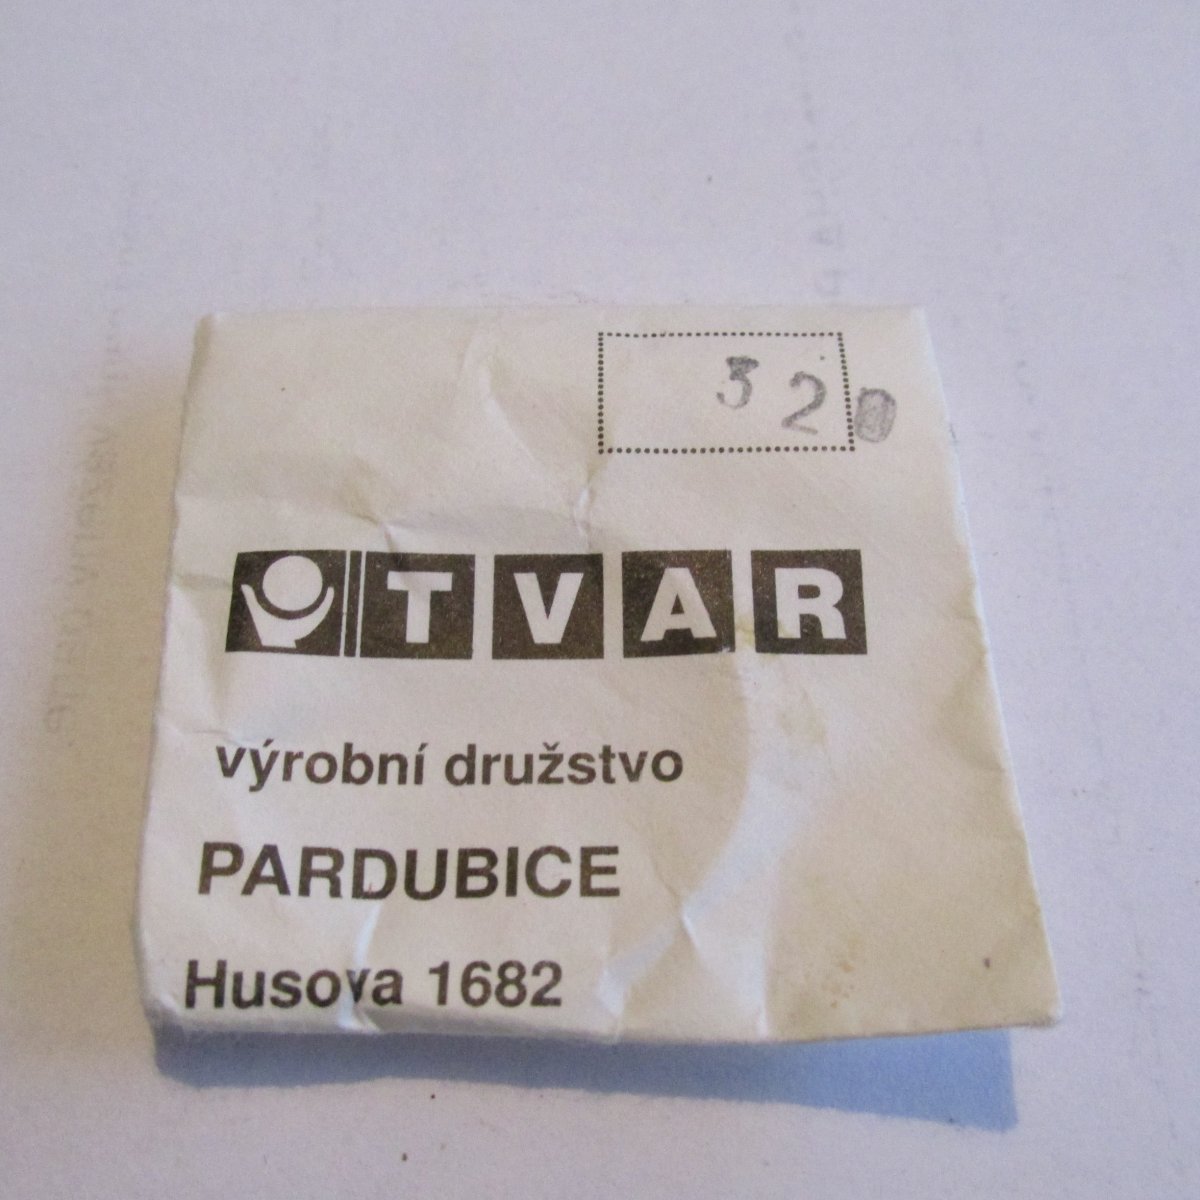 320
TVAR
výrobní družstvo
PARDUBICE
Husova 1682